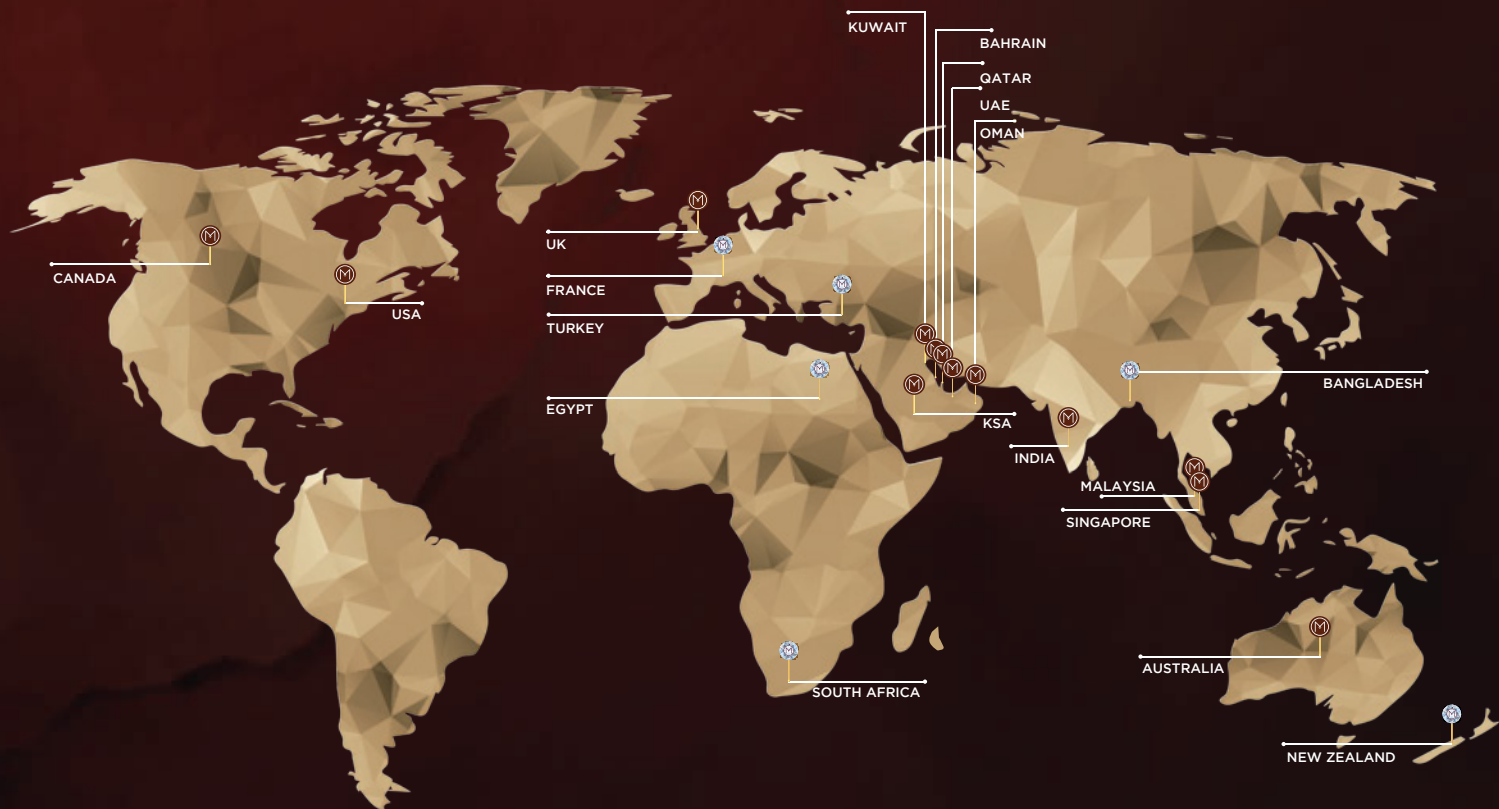 KUWAIT
BAHRAIN
QATAR
UAE
OMAN
UK
CANADA
FRANCE
USA
TURKEY
BANGLADESH
EGYPT
KSA
INDIA
MALAYSIA
SINGAPORE
AUSTRALIA
SOUTH AFRICA
NEW ZEALAND